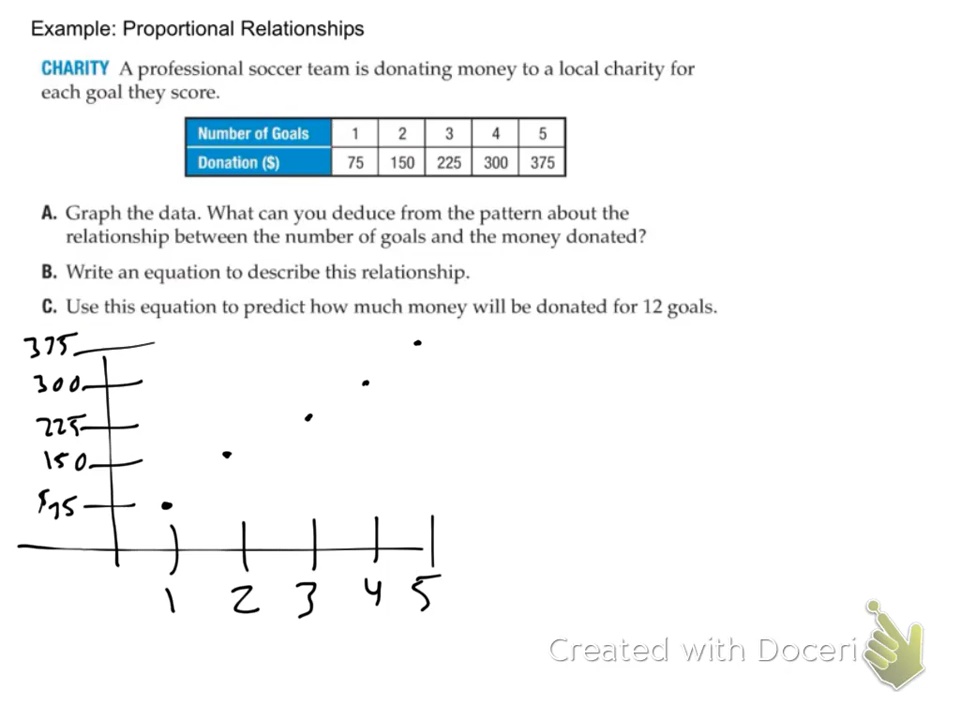 Example: Proportional Relationships
CHARITY A professional soccer team is donating money to a local charity for
each goal they score.
Number of Goals 1 2 3 4 5
Donation ($) 75 150 225 300 375
A. Graph the data. What can you deduce from the pattern about the
relationship between the number of goals and the money donated?
B. Write an equation to describe this relationship.
C. Use this equation to predict how much money will be donated for 12 goals.
375
300
225
150
$75
1 2 3 4 5
Created with Doceri